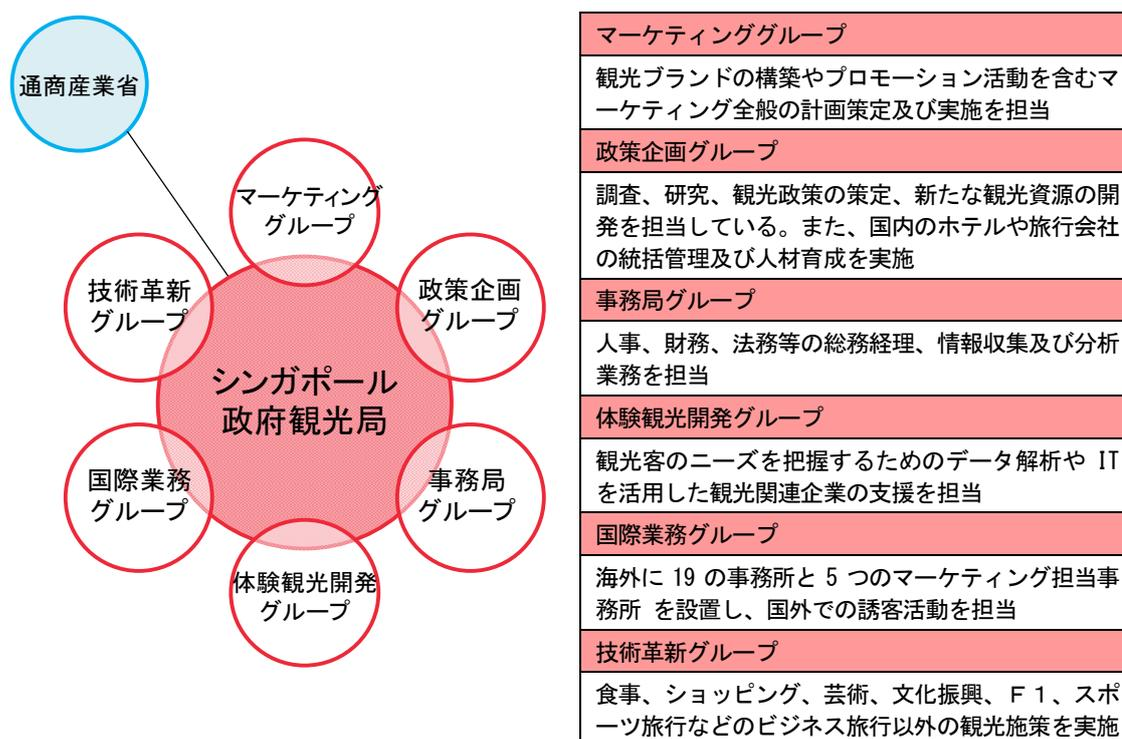 通商産業省
マーケティング
グループ
技術革新
グループ
政策企画
グループ
シンガポール
政府観光局
国際業務
グループ
事務局
グループ
体験観光開発
グループ
マーケティンググループ
観光ブランドの構築やプロモーション活動を含むマ
ーケティング全般の計画策定及び実施を担当
政策企画グループ
調査、研究、観光政策の策定、新たな観光資源の開
発を担当している。また、国内のホテルや旅行会社
の統括管理及び人材育成を実施
事務局グループ
人事、財務、法務等の総務経理、情報収集及び分析
業務を担当
体験観光開発グループ
観光客のニーズを把握するためのデータ解析や IT
を活用した観光関連企業の支援を担当
国際業務グループ
海外に 19 の事務所と 5 つのマーケティング担当事
務所 を設置し、国外での誘客活動を担当
技術革新グループ
食事、ショッピング、芸術、文化振興、Ｆ１、スポ
ーツ旅行などのビジネス旅行以外の観光施策を実施